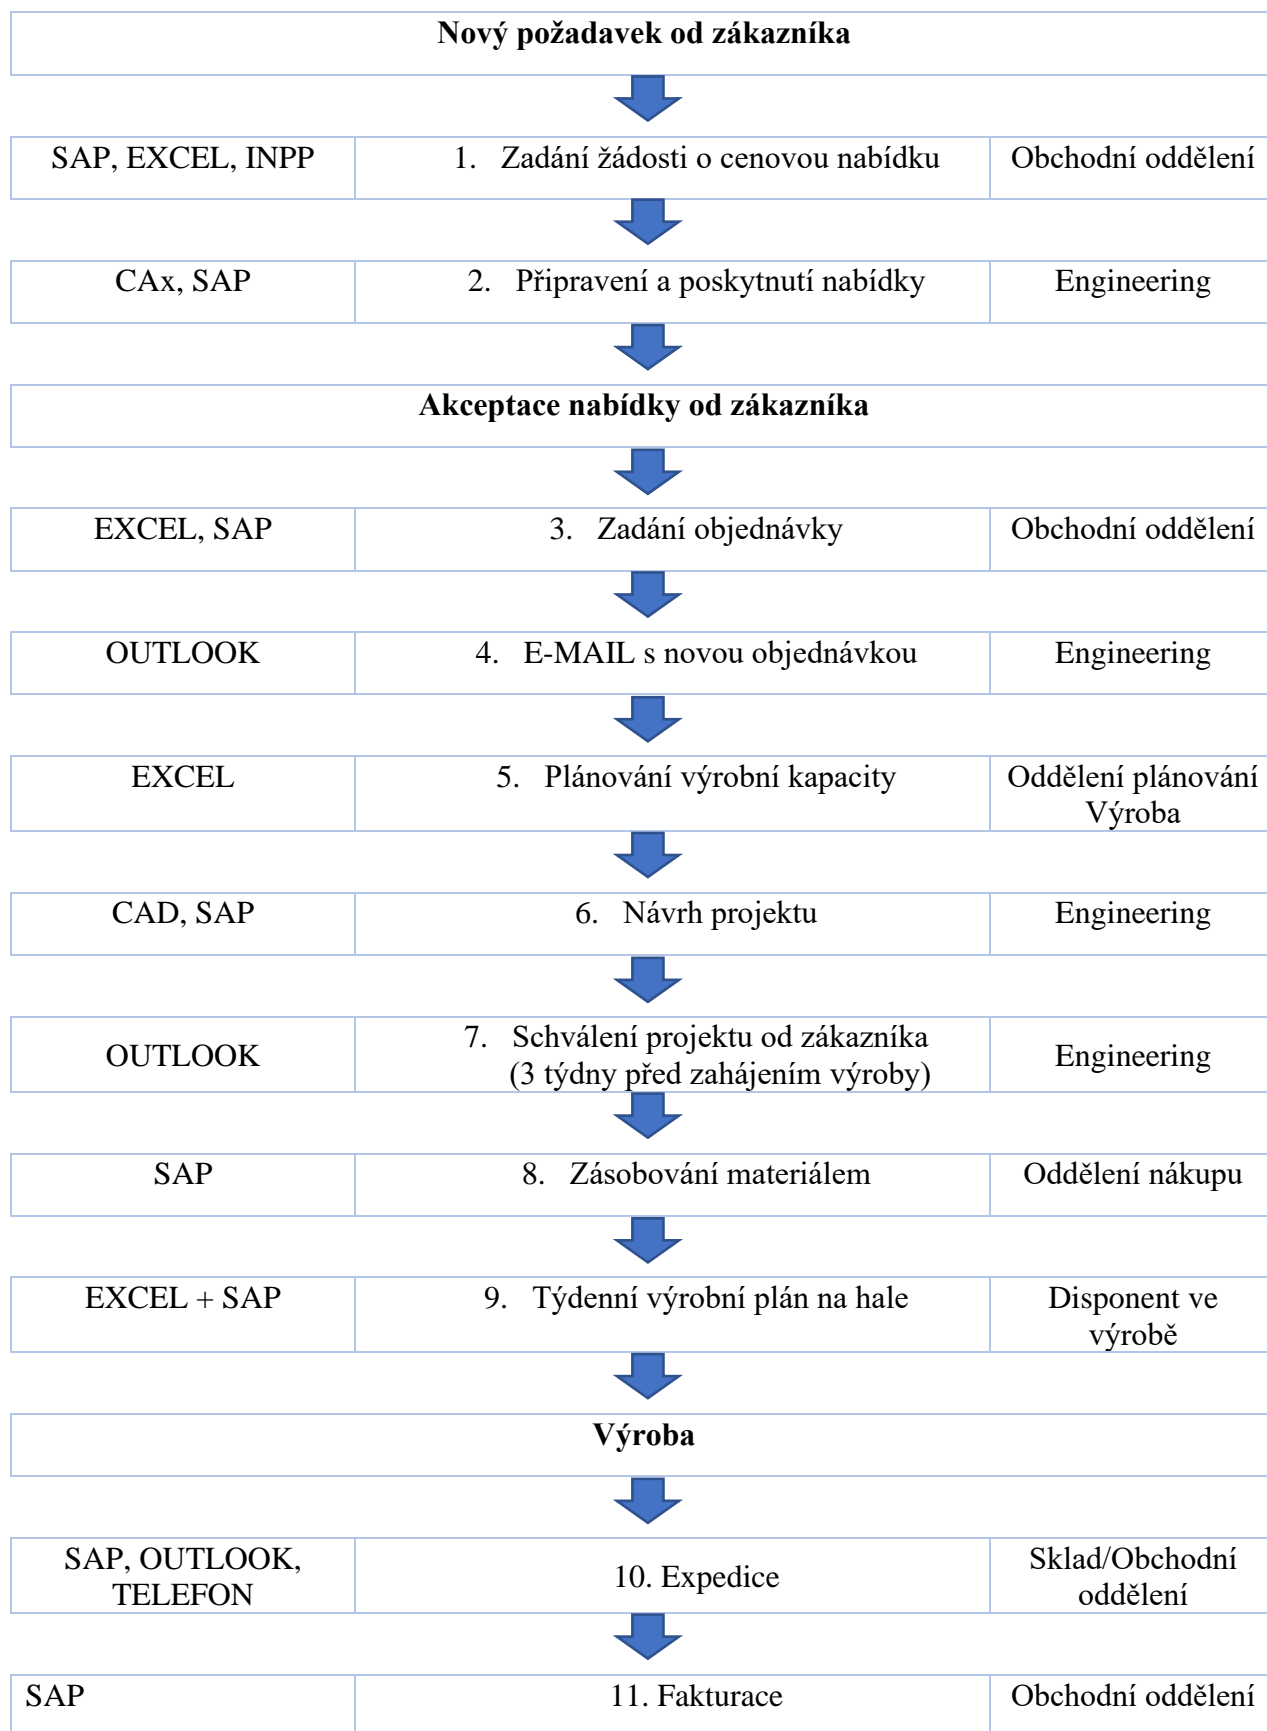 Nový požadavek od zákazníka
SAP, EXCEL, INPP 1. Zadání žádosti o cenovou nabídku Obchodní oddělení
CAx, SAP 2. Připravení a poskytnutí nabídky Engineering
Akceptace nabídky od zákazníka
EXCEL, SAP 3. Zadání objednávky Obchodní oddělení
OUTLOOK 4. E-MAIL s novou objednávkou Engineering
EXCEL 5. Plánování výrobní kapacity Oddělení plánování
Výroba
CAD, SAP 6. Návrh projektu Engineering
OUTLOOK 7. Schválení projektu od zákazníka
(3 týdny před zahájením výroby) Engineering
SAP 8. Zásobování materiálem Oddělení nákupu
EXCEL + SAP 9. Týdenní výrobní plán na hale Disponent ve
výrobě
Výroba
SAP, OUTLOOK,
TELEFON
10. Expedice
Sklad/Obchodní
oddělení
SAP 11. Fakturace Obchodní oddělení